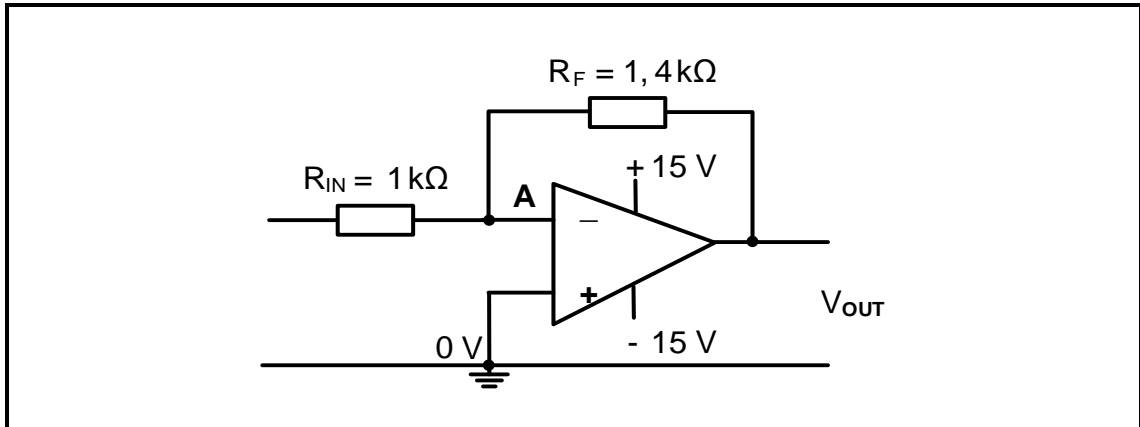 R_F = 1, 4 kΩ
+ 15 V
R_IN = 1 kΩ
A
−
+
V_OUT
0 V
- 15 V